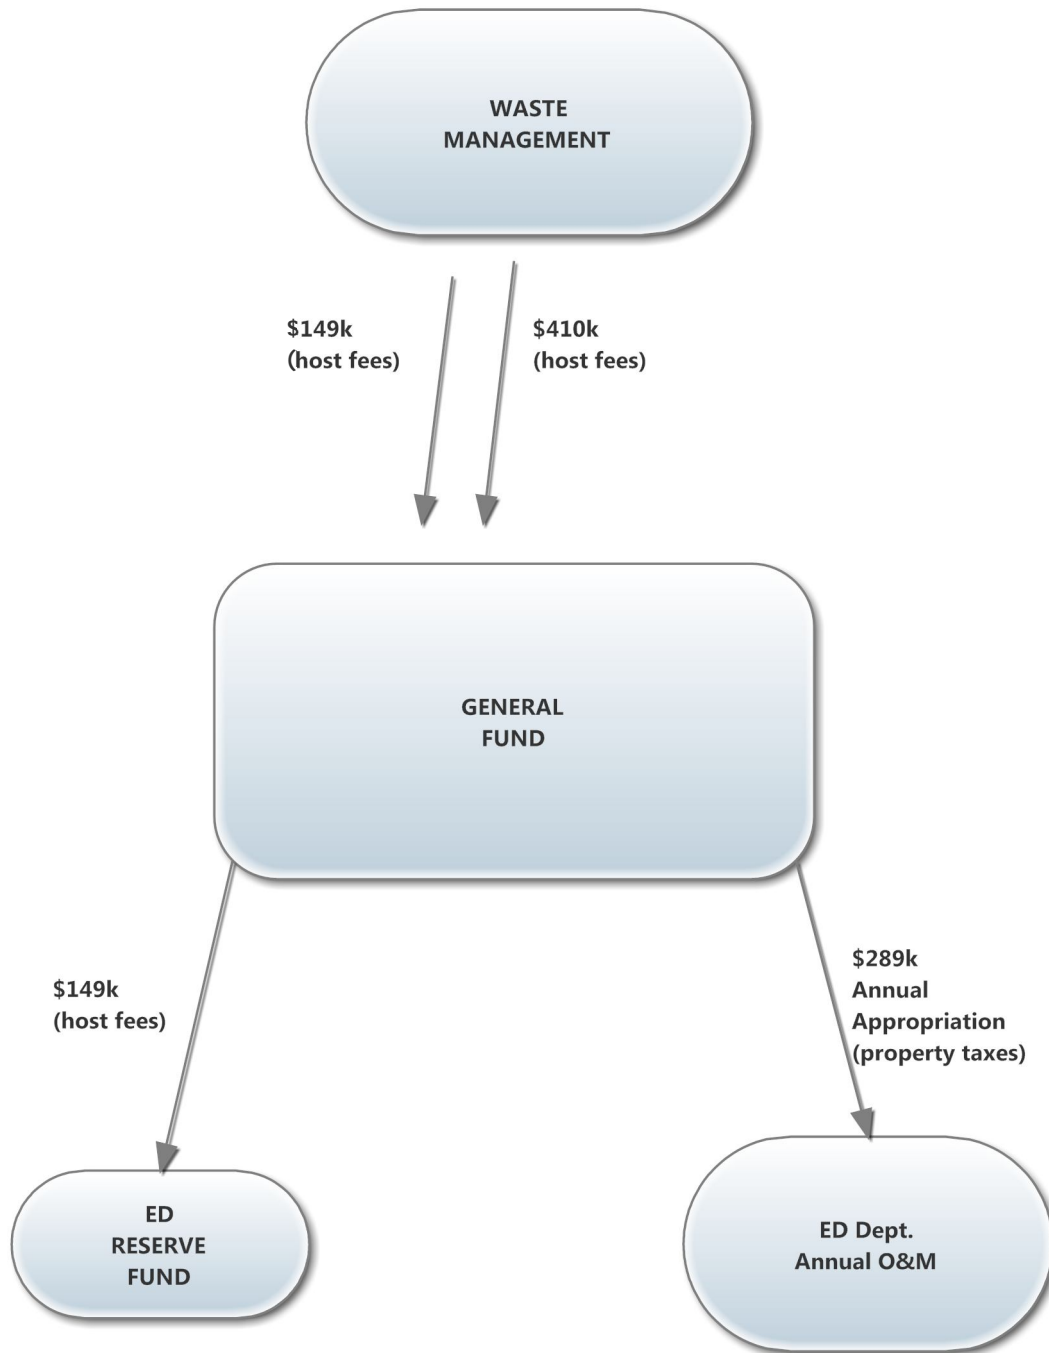 WASTE
MANAGEMENT
$149k
(host fees)
$410k
(host fees)
GENERAL
FUND
$149k
(host fees)
$289k
Annual
Appropriation
(property taxes)
ED
RESERVE
FUND
ED Dept.
Annual O&M